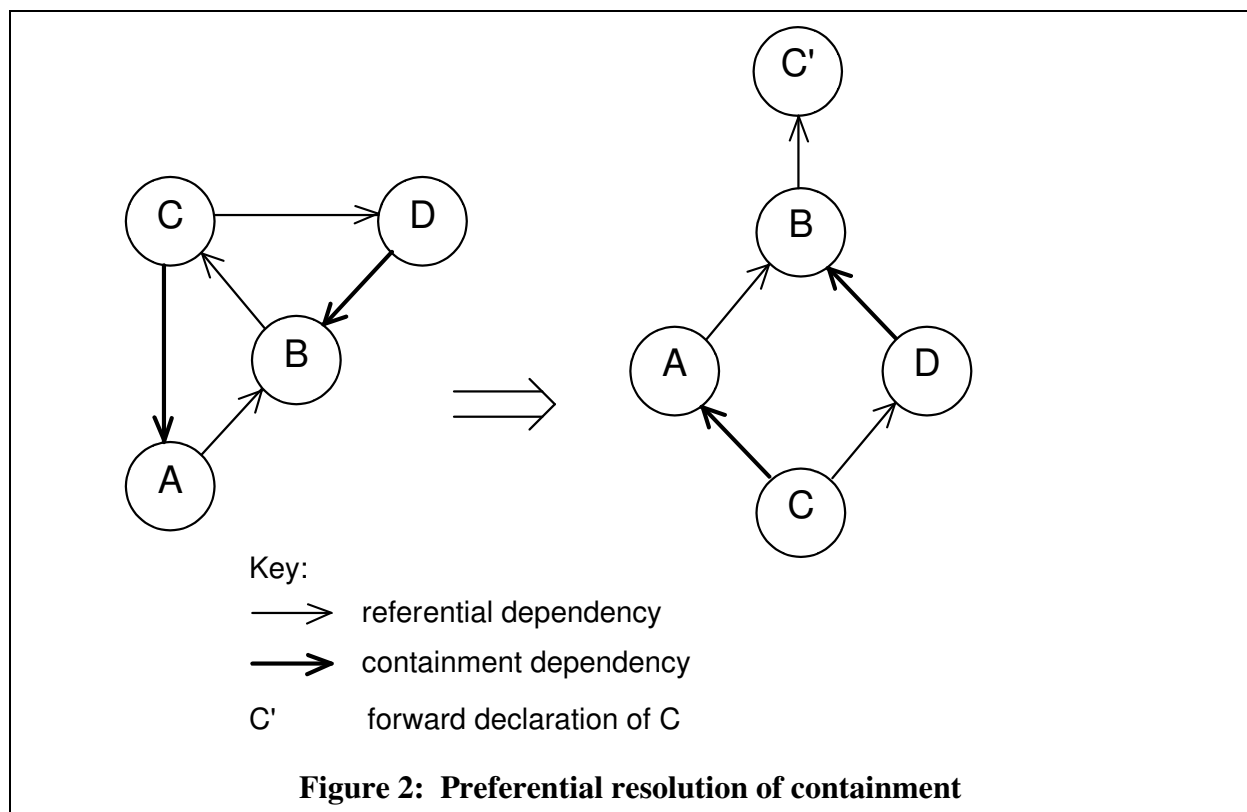 C'
C
D
B
B
A
D
A
C
Key:
referential dependency
containment dependency
C' forward declaration of C
Figure 2: Preferential resolution of containment